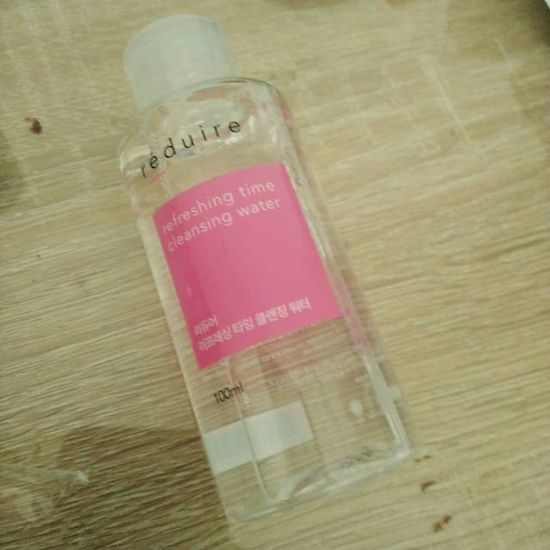 réduire
refreshing time
cleansing water
리듀어
리프레싱 타임 클렌징 워터
100ml